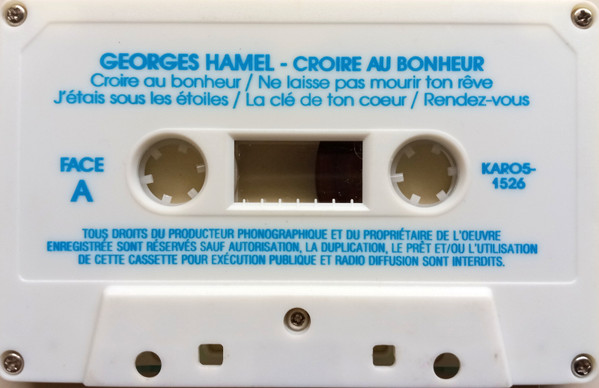 GEORGES HAMEL - CROIRE AU BONHEUR
Croire au bonheur / Ne laisse pas mourir ton rêve
J'étais sous les étoiles / La clé de ton coeur / Rendez-vous
FACE
A
KARO5-
1526
TOUS DROITS DU PRODUCTEUR PHONOGRAPHIQUE ET DU PROPRIÉTAIRE DE L'OEUVRE
ENREGISTRÉE SONT RÉSERVÉS SAUF AUTORISATION, LA DUPLICATION, LE PRÊT ET/OU L'UTILISATION
DE CETTE CASSETTE POUR EXÉCUTION PUBLIQUE ET RADIO DIFFUSION SONT INTERDITS.